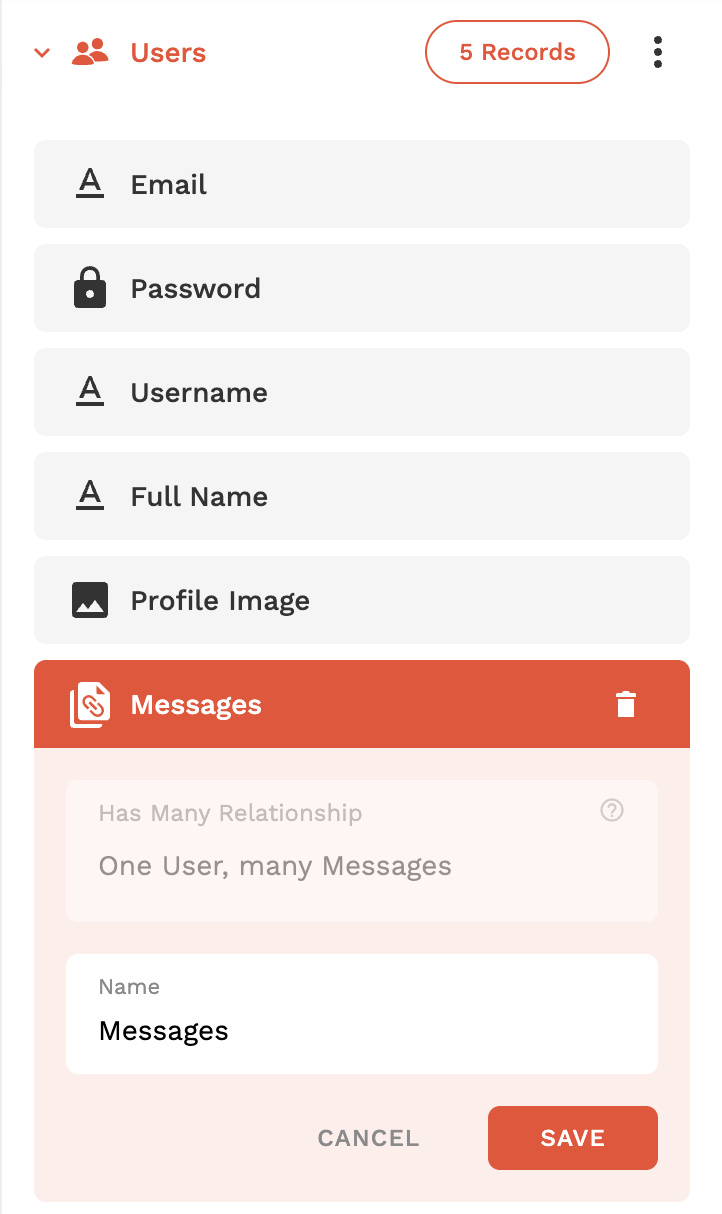 Users
5 Records
Email
Password
Username
Full Name
Profile Image
Messages
Has Many Relationship
One User, many Messages
Name
Messages
CANCEL
SAVE